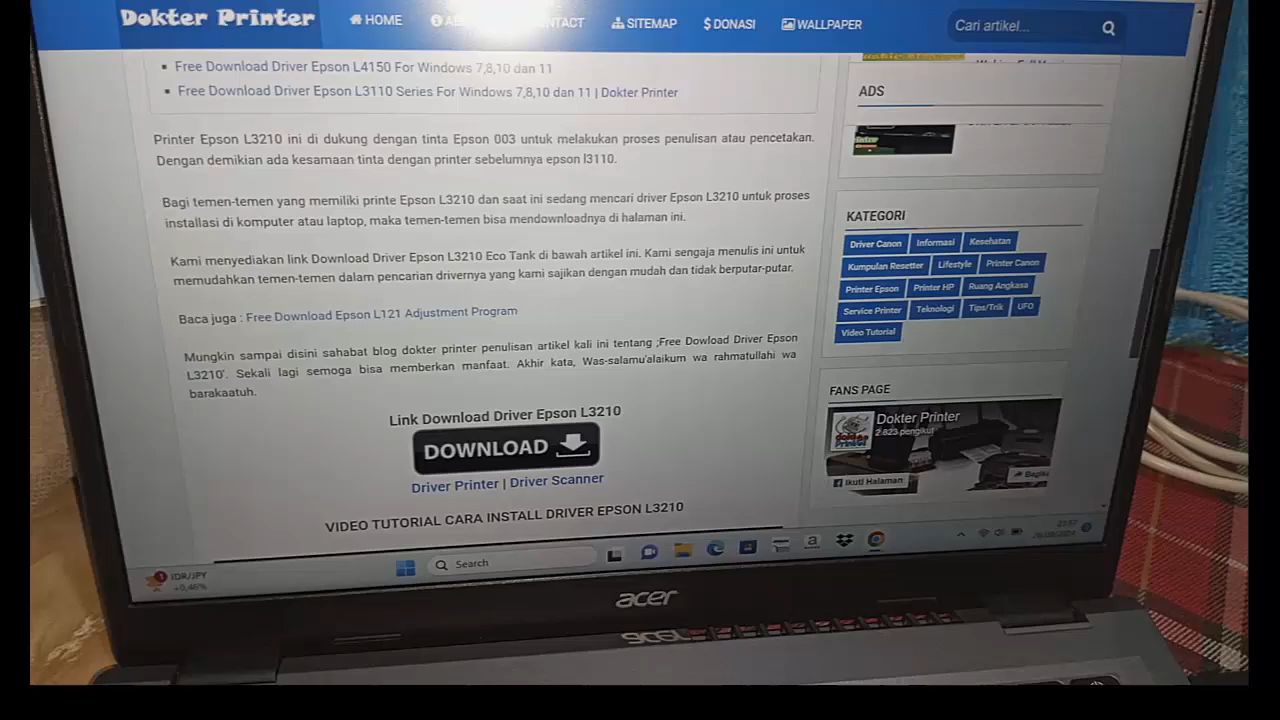 Dokter Printer
HOME
CONTACT
SITEMAP
$ DONASI
WALLPAPER
Cari artikel...
Free Download Driver Epson L4150 For Windows 7,8,10 dan 11
Free Download Driver Epson L3110 Series For Windows 7,8,10 dan 11 | Dokter Printer
Printer Epson L3210 ini di dukung dengan tinta Epson 003 untuk melakukan proses penulisan atau pencetakan.
Dengan demikian ada kesamaan tinta dengan printer sebelumnya epson l3110.
Bagi temen-temen yang memiliki printe Epson L3210 dan saat ini sedang mencari driver Epson L3210 untuk proses
installasi di komputer atau laptop, maka temen-temen bisa mendownloadnya di halaman ini.
Kami menyediakan link Download Driver Epson L3210 Eco Tank di bawah artikel ini. Kami sengaja menulis ini untuk
memudahkan temen-temen dalam pencarian drivernya yang kami sajikan dengan mudah dan tidak berputar-putar.
Baca juga : Free Download Epson L121 Adjustment Program
Mungkin sampai disini sahabat blog dokter printer penulisan artikel kali ini tentang ;Free Dowload Driver Epson
L3210'. Sekali lagi semoga bisa memberkan manfaat. Akhir kata, Was-salamu'alaikum wa rahmatullahi wa
barakaatuh.
Link Download Driver Epson L3210
DOWNLOAD
Driver Printer | Driver Scanner
VIDEO TUTORIAL CARA INSTALL DRIVER EPSON L3210
ADS
KATEGORI
Driver Canon
Informasi
Kesehatan
Kumpulan Resetter
Lifestyle
Printer Canon
Printer Epson
Printer HP
Ruang Angkasa
Service Printer
Teknologi
Tips/Trik
UFO
Video Tutorial
FANS PAGE
Dokter Printer
2.823 pengikut
Ikuti Halaman
Bagik
1
IDR/JPY
+0,46%
Search
acer